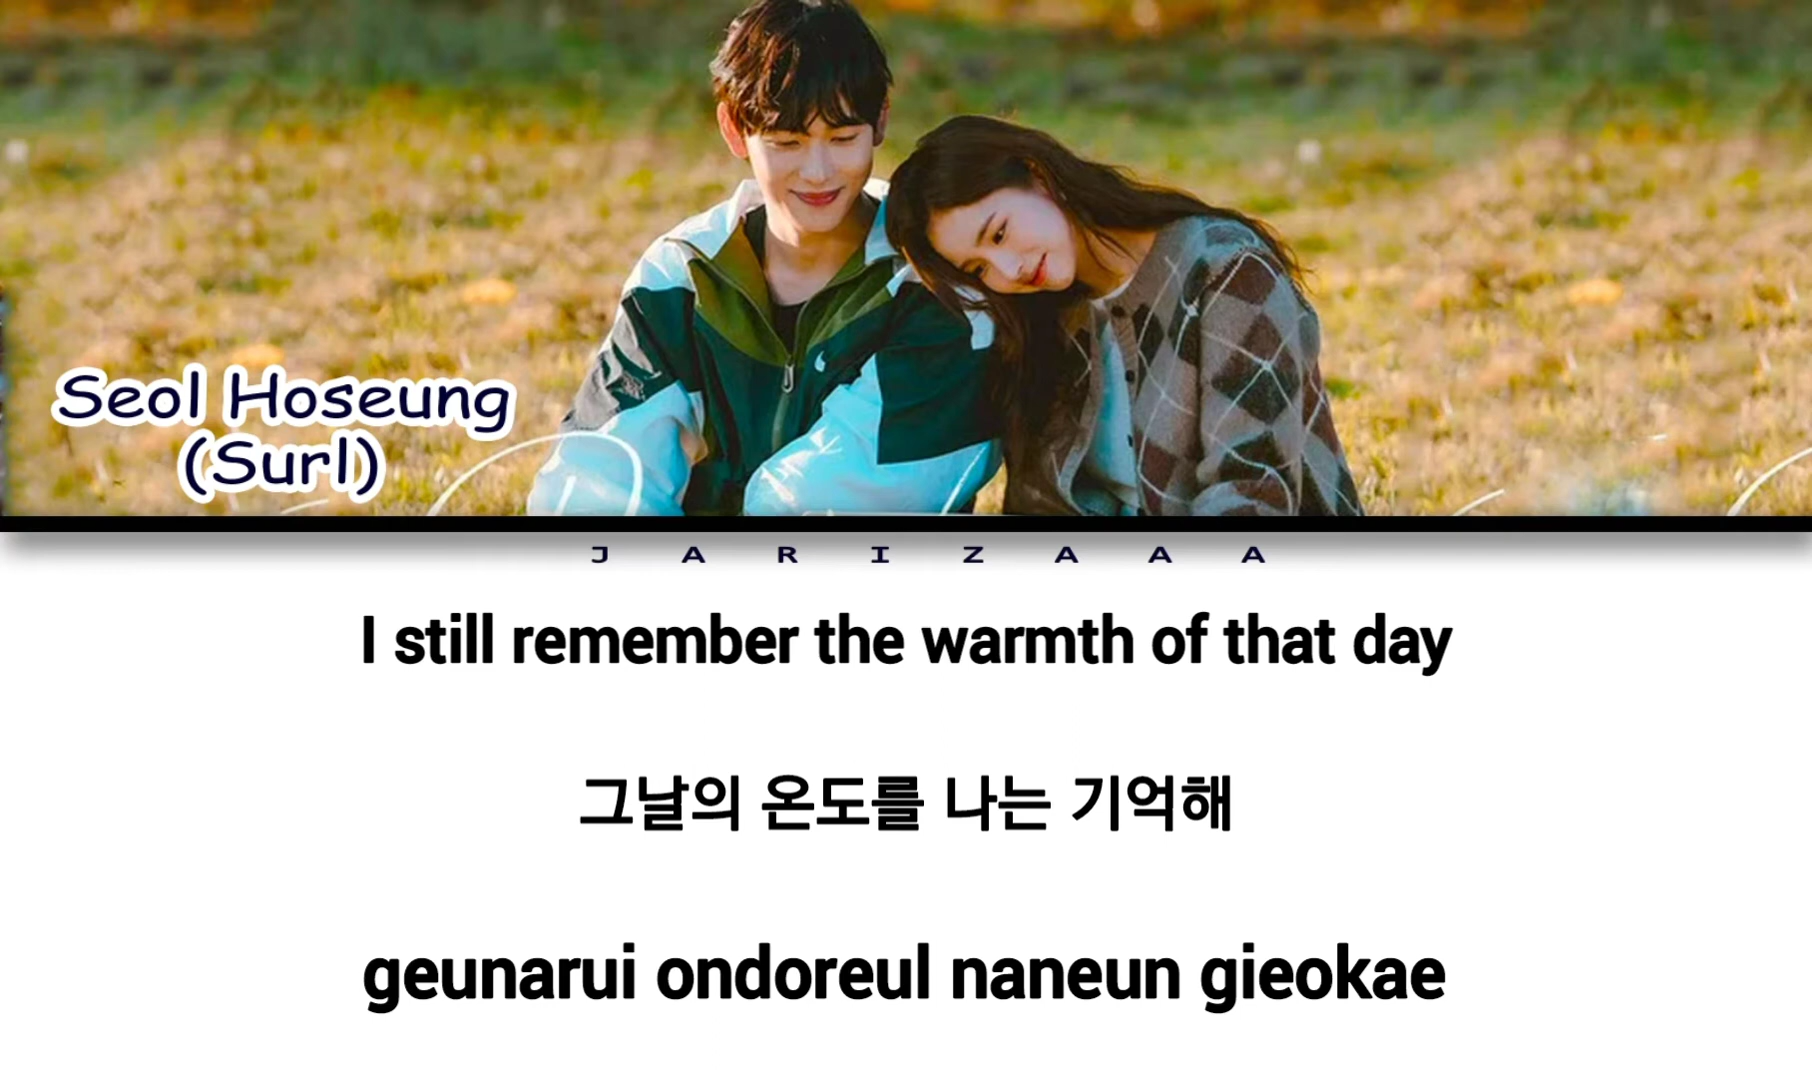 Seol Hoseung
(Surl)
JARIZAAA
I still remember the warmth of that day
그날의 온도를 나는 기억해
geunarui ondoreul naneun gieokae